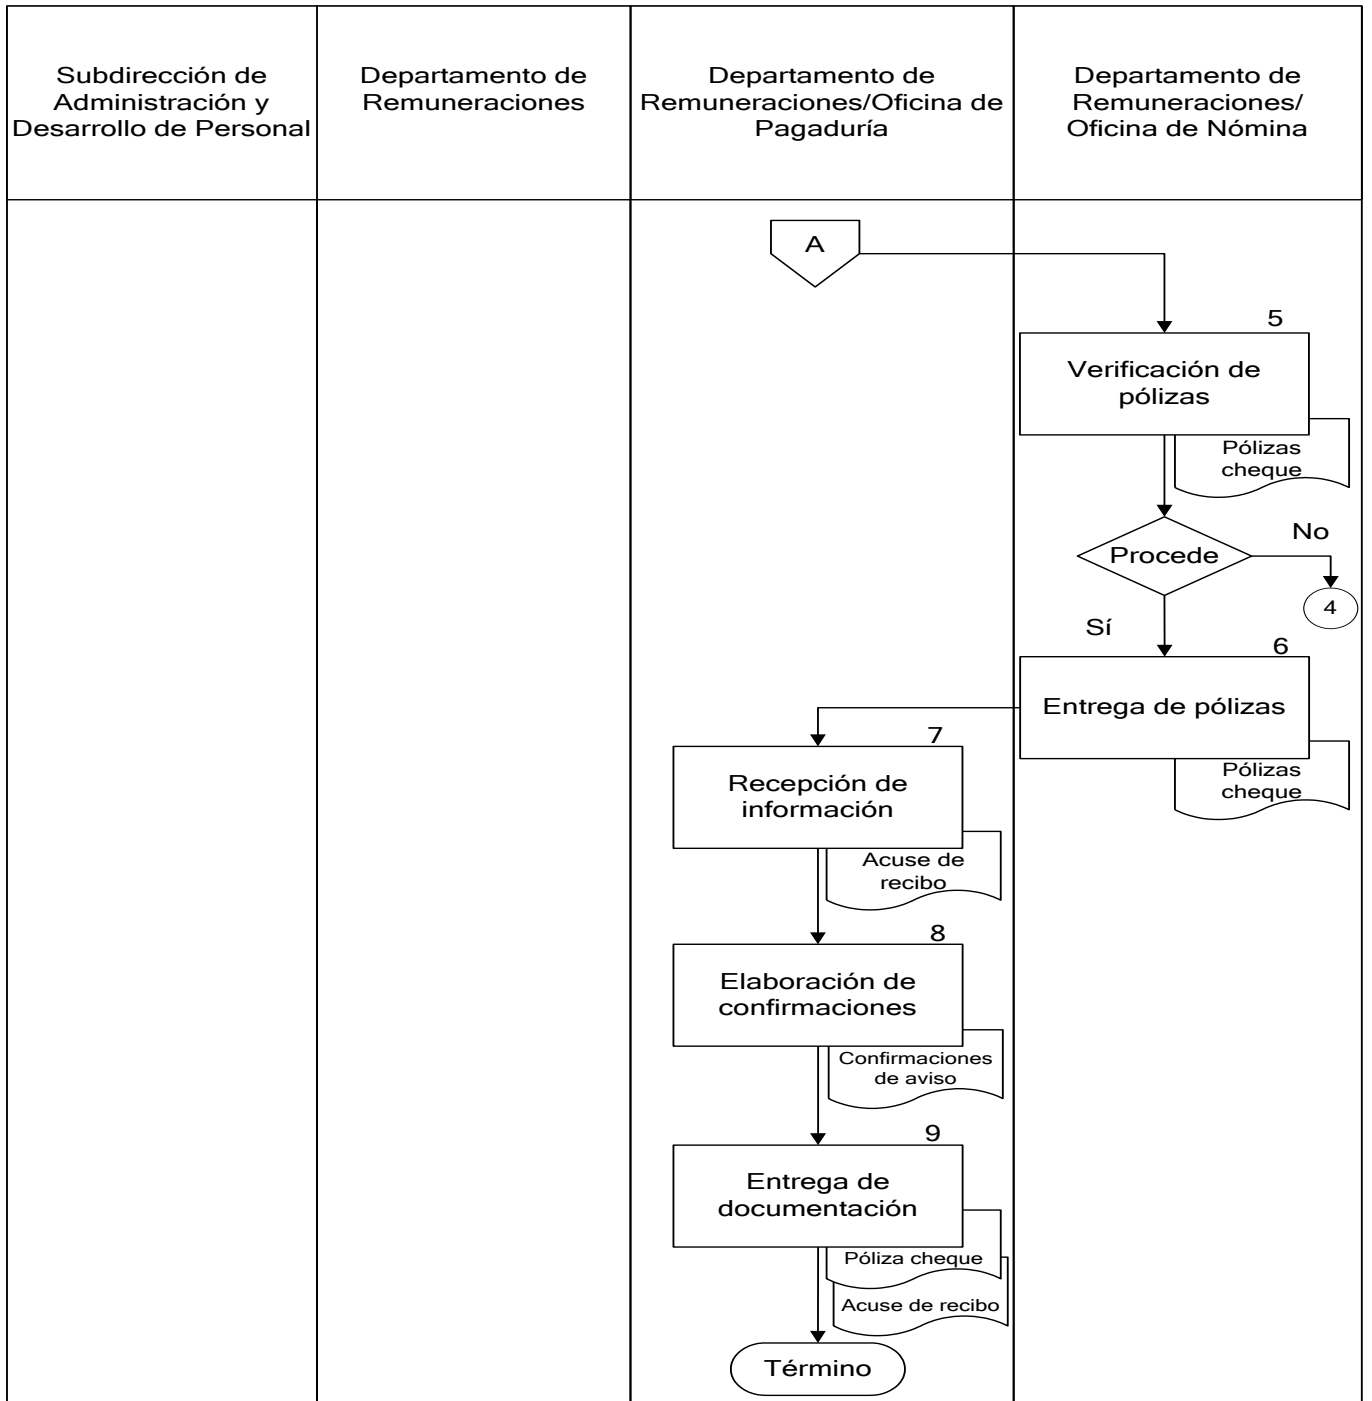 Subdirección de
Administración y
Desarrollo de Personal
Departamento de
Remuneraciones
Departamento de
Remuneraciones/Oficina de
Pagaduría
Departamento de
Remuneraciones/
Oficina de Nómina
A
5
Verificación de
pólizas
Pólizas
cheque
Procede
No
4
Sí
6
Entrega de pólizas
Pólizas
cheque
7
Recepción de
información
Acuse de
recibo
8
Elaboración de
confirmaciones
Confirmaciones
de aviso
9
Entrega de
documentación
Póliza cheque
Acuse de recibo
Término